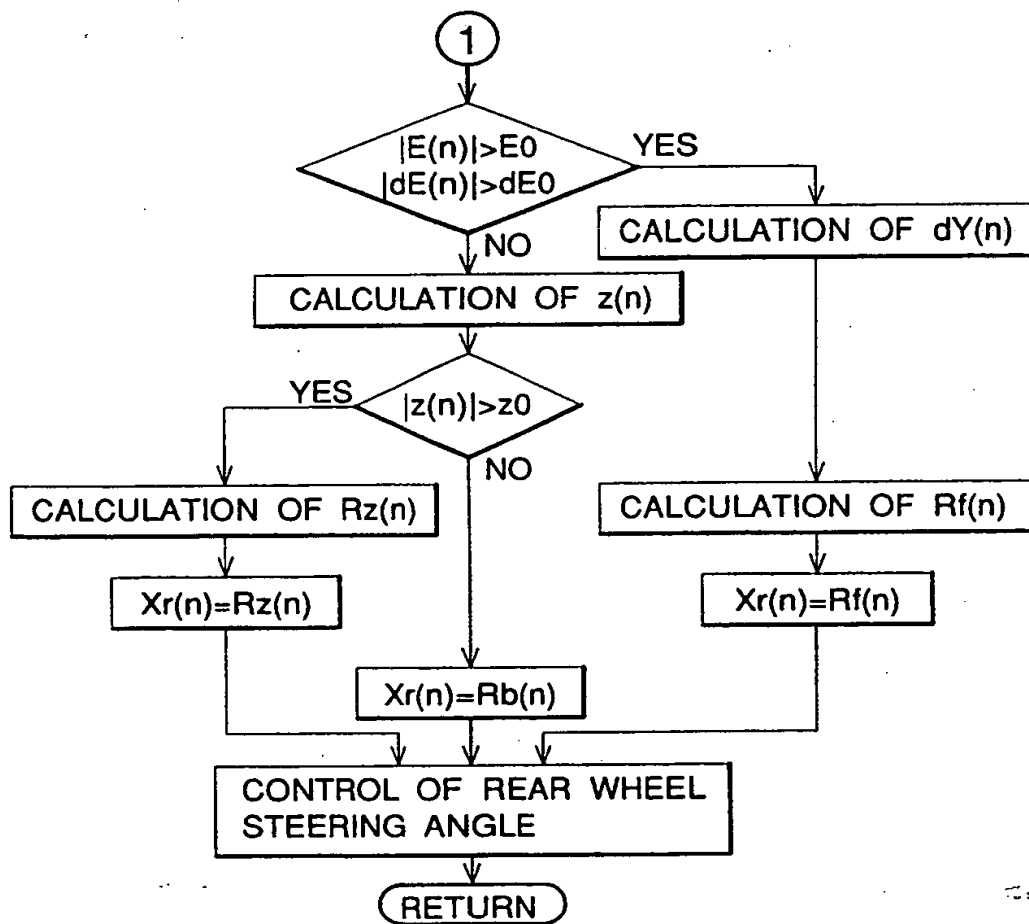 1
|E(n)|>E0
|dE(n)|>dE0
YES
NO
CALCULATION OF dY(n)
CALCULATION OF z(n)
YES
|z(n)|>z0
NO
CALCULATION OF Rz(n)
CALCULATION OF Rf(n)
Xr(n)=Rz(n)
Xr(n)=Rf(n)
Xr(n)=Rb(n)
CONTROL OF REAR WHEEL
STEERING ANGLE
RETURN